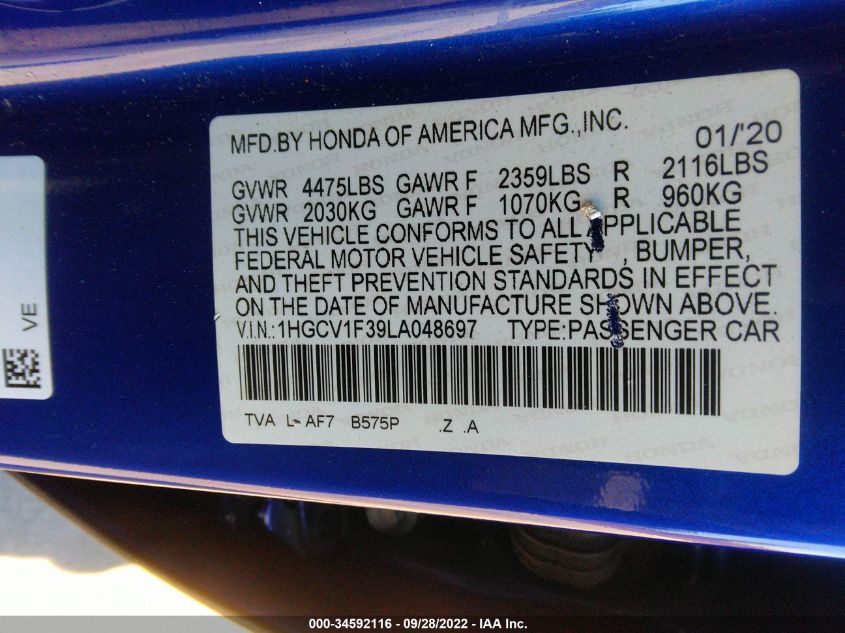 MFD.BY HONDA OF AMERICA MFG.,INC. 01/'20
GVWR 4475LBS GAWR F 2359LBS R 2116LBS
GVWR 2030KG GAWR F 1070KG R 960KG
THIS VEHICLE CONFORMS TO ALL APPLICABLE
FEDERAL MOTOR VEHICLE SAFETY , BUMPER,
AND THEFT PREVENTION STANDARDS IN EFFECT
ON THE DATE OF MANUFACTURE SHOWN ABOVE.
V.I.N.:1HGCV1F39LA048697 TYPE:PASSENGER CAR
TVA L- AF7 B575P .Z .A
VE
000-34592116 - 09/28/2022 - IAA Inc.